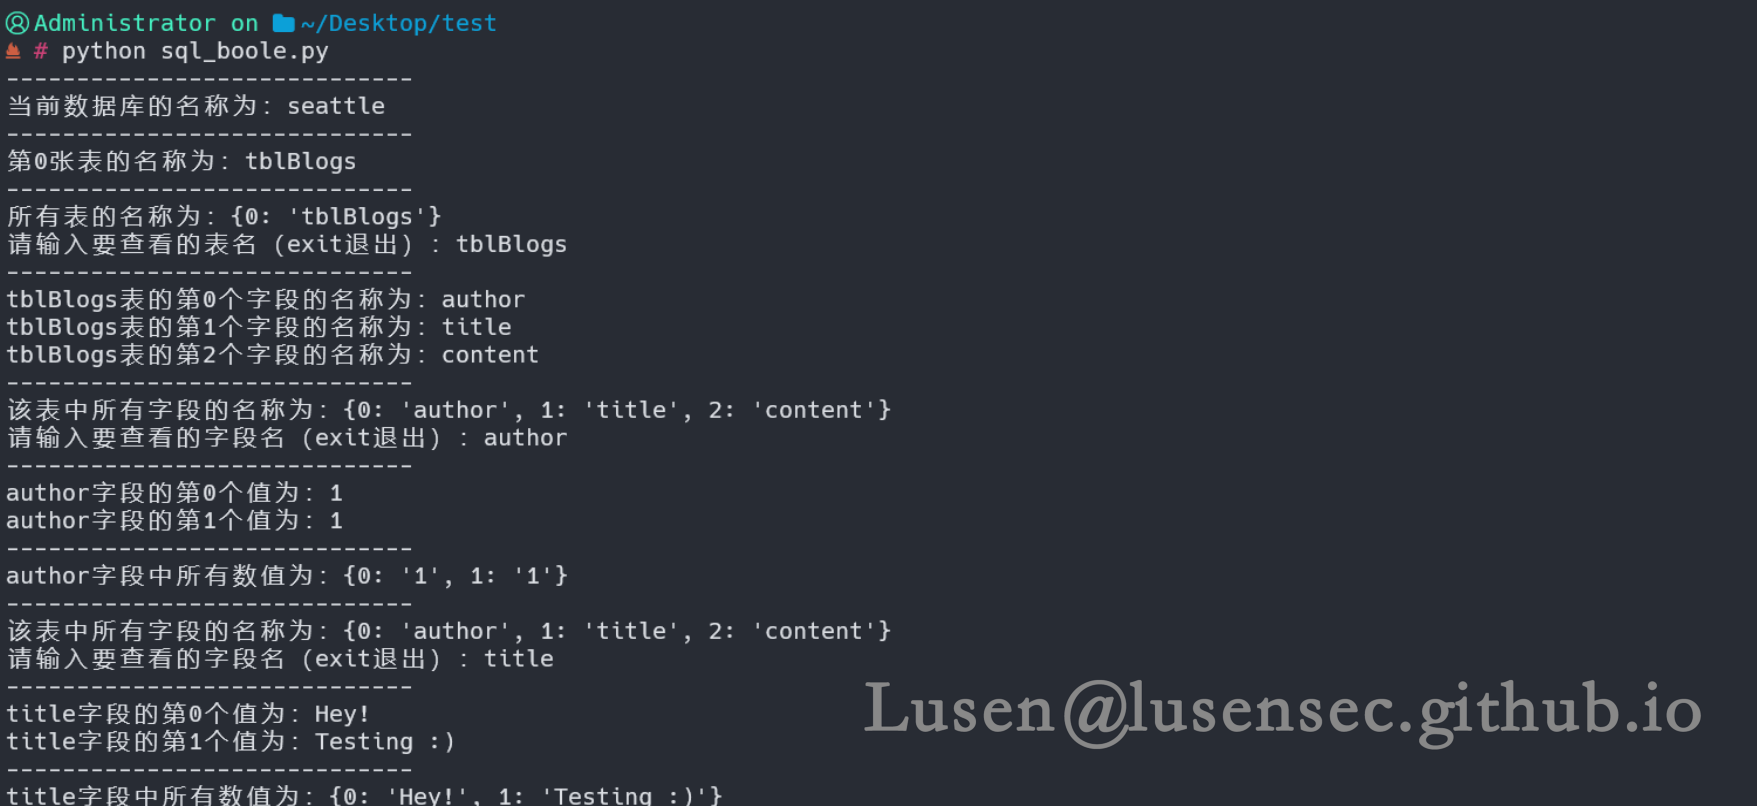 Administrator on ~/Desktop/test
# python sql_boole.py
-----------------------------
当前数据库的名称为: seattle
-----------------------------
第0张表的名称为: tblBlogs
-----------------------------
所有表的名称为: {0: 'tblBlogs'}
请输入要查看的表名（exit退出）: tblBlogs
-----------------------------
tblBlogs表的第0个字段的名称为: author
tblBlogs表的第1个字段的名称为: title
tblBlogs表的第2个字段的名称为: content
-----------------------------
该表中所有字段的名称为: {0: 'author', 1: 'title', 2: 'content'}
请输入要查看的字段名（exit退出）: author
-----------------------------
author字段的第0个值为: 1
author字段的第1个值为: 1
-----------------------------
author字段中所有数值为: {0: '1', 1: '1'}
-----------------------------
该表中所有字段的名称为: {0: 'author', 1: 'title', 2: 'content'}
请输入要查看的字段名（exit退出）: title
-----------------------------
title字段的第0个值为: Hey!
title字段的第1个值为: Testing :)
-----------------------------
title字段中所有数值为: {0: 'Hey!', 1: 'Testing :)'}
Lusen@lusensec.github.io